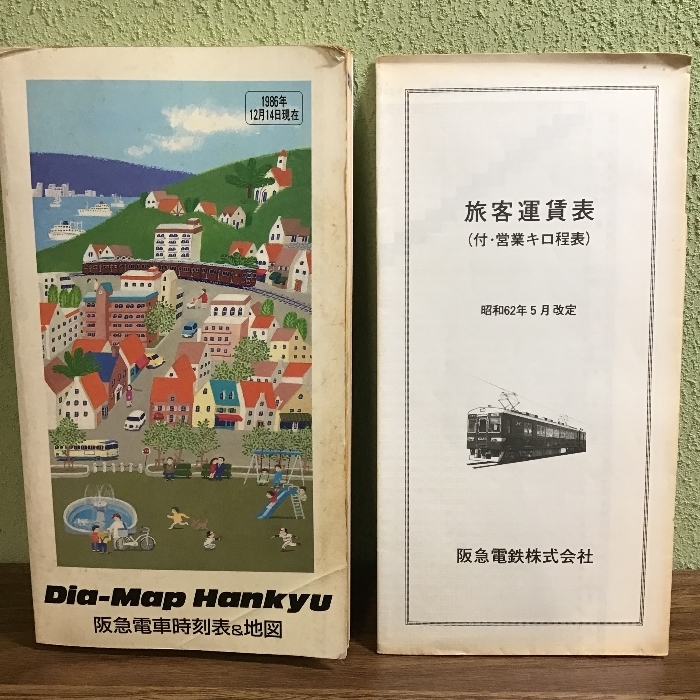 1986年
12月14日現在
Dia-Map Hankyu
阪急電車時刻表&地図
旅客運賃表
(付・営業キロ程表)
昭和62年5月改定
阪急電鉄株式会社